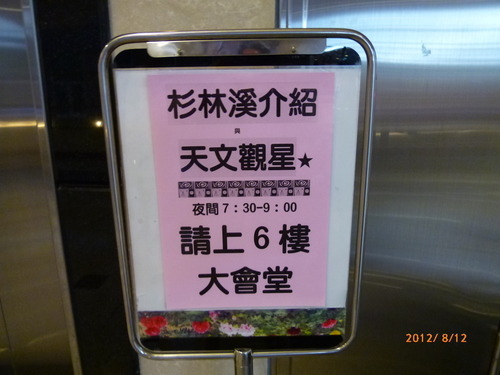 杉林溪介紹
與
天文觀星★
夜間7：30-9：00
請上6樓
大會堂
2012/ 8/12